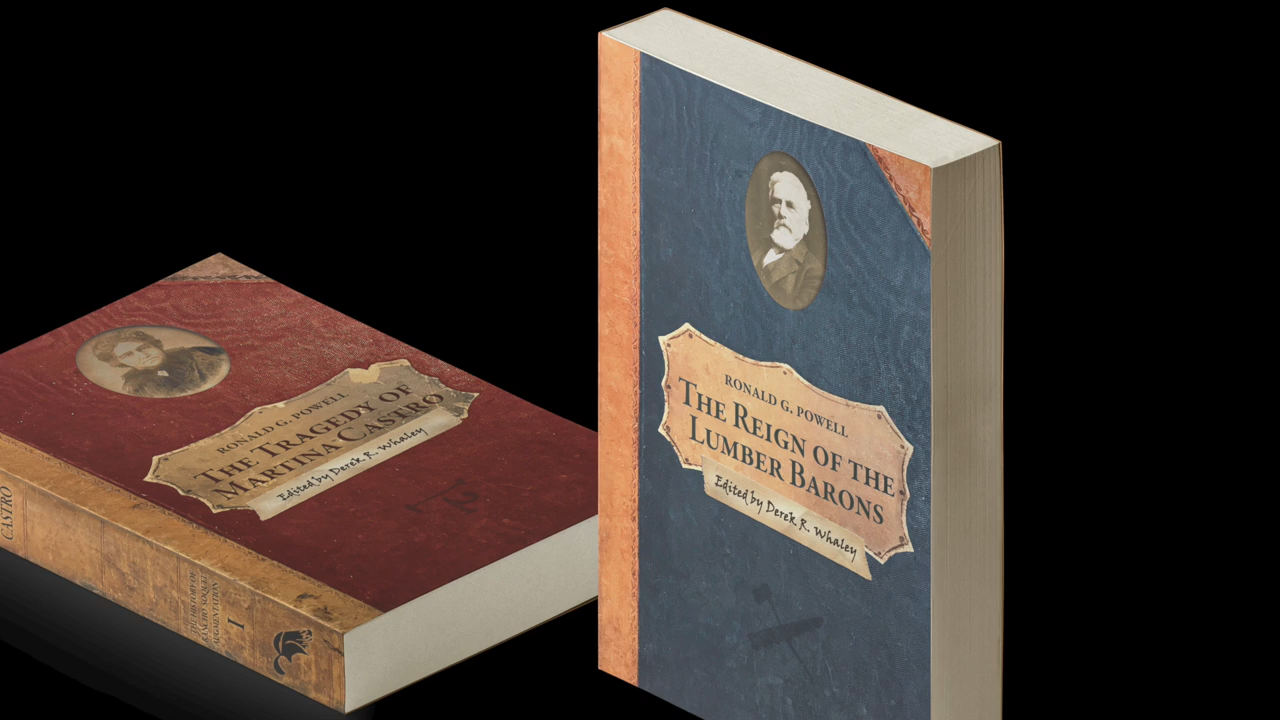 RONALD G. POWELL
THE TRAGEDY OF
MARTINA CASTRO
Edited by Derek R. Whaley
CASTRO
THE HISTORY OF
RANCHO SOQUEL
AUGMENTATION
I
RONALD G. POWELL
THE REIGN OF THE
LUMBER BARONS
Edited by Derek R. Whaley